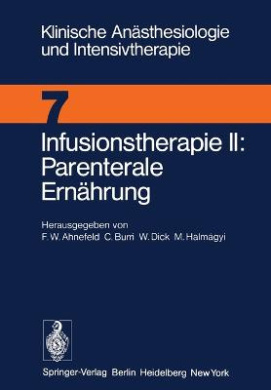 Klinische Anästhesiologie
und Intensivtherapie
7
Infusionstherapie II:
Parenterale
Ernährung
Herausgegeben von
F. W. Ahnefeld C. Burri W. Dick M. Halmágyi
Springer-Verlag Berlin Heidelberg New York